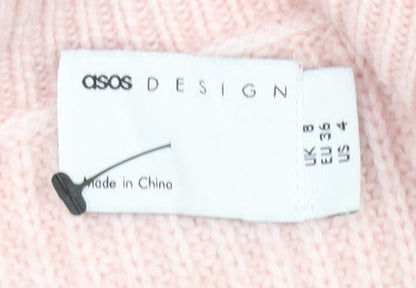 asos DESIGN
Made in China
UK 8
EU 36
US 4